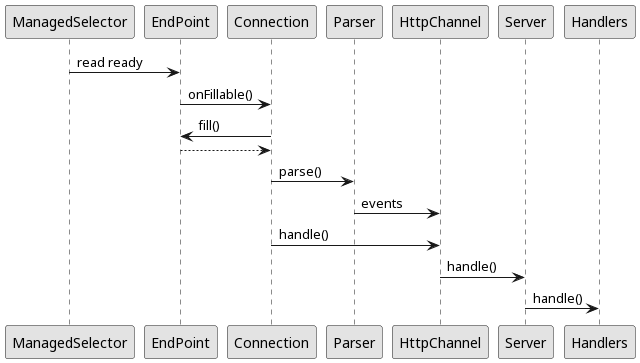 ManagedSelector EndPoint Connection Parser HttpChannel Server Handlers
read ready
onFillable()
fill()
parse()
events
handle()
handle()
handle()
ManagedSelector EndPoint Connection Parser HttpChannel Server Handlers